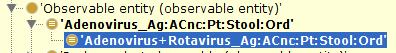 'Observable entity (observable entity)'
'Adenovirus_Ag:ACnc:Pt:Stool:Ord'
'Adenovirus+Rotavirus_Ag:ACnc:Pt:Stool:Ord'